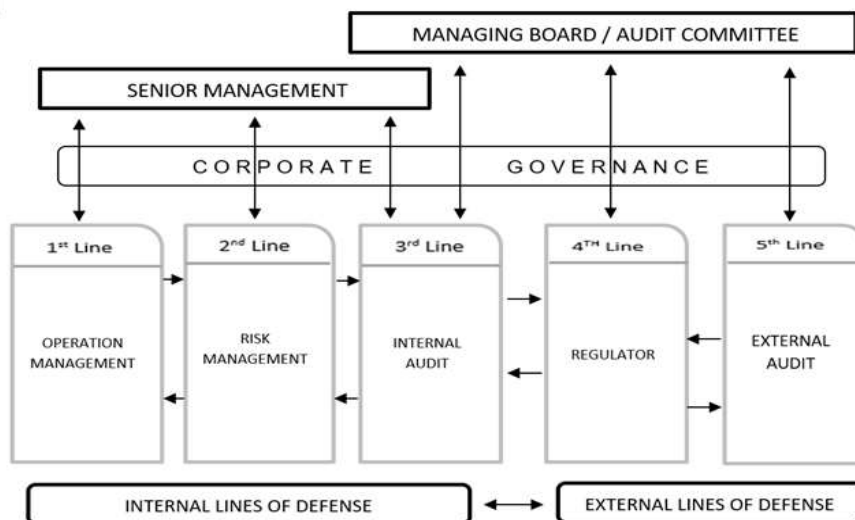 MANAGING BOARD / AUDIT COMMITTEE
SENIOR MANAGEMENT
CORPORATE GOVERNANCE
1st Line
2nd Line
3rd Line
4TH Line
5th Line
OPERATION
MANAGEMENT
RISK
MANAGEMENT
INTERNAL
AUDIT
REGULATOR
EXTERNAL
AUDIT
INTERNAL LINES OF DEFENSE
EXTERNAL LINES OF DEFENSE